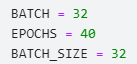 BATCH = 32
EPOCHS = 40
BATCH_SIZE = 32